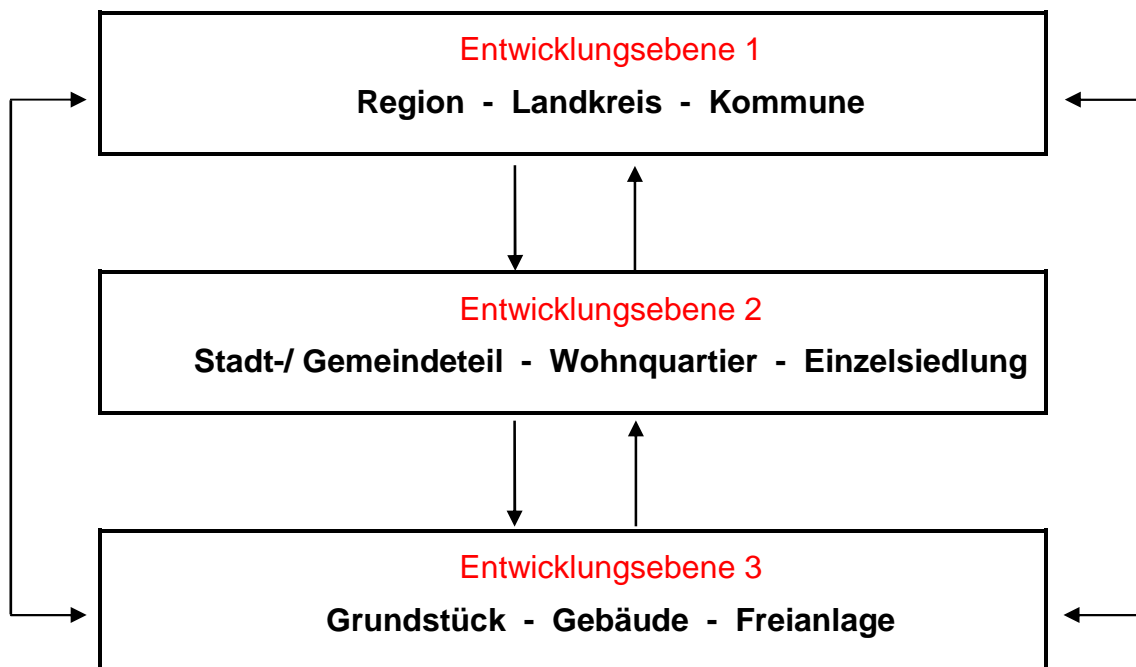 Entwicklungsebene 1
Region - Landkreis - Kommune
Entwicklungsebene 2
Stadt-/ Gemeindeteil - Wohnquartier - Einzelsiedlung
Entwicklungsebene 3
Grundstück - Gebäude - Freianlage